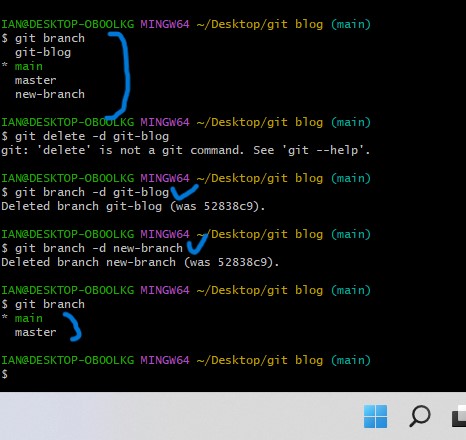 IAN@DESKTOP-OBOOLKG MINGW64 ~/Desktop/git blog (main)
$ git branch
  git-blog
* main
  master
  new-branch
IAN@DESKTOP-OBOOLKG MINGW64 ~/Desktop/git blog (main)
$ git delete -d git-blog
git: 'delete' is not a git command. See 'git --help'.
IAN@DESKTOP-OBOOLKG MINGW64 ~/Desktop/git blog (main)
$ git branch -d git-blog
Deleted branch git-blog (was 52838c9).
IAN@DESKTOP-OBOOLKG MINGW64 ~/Desktop/git blog (main)
$ git branch -d new-branch
Deleted branch new-branch (was 52838c9).
IAN@DESKTOP-OBOOLKG MINGW64 ~/Desktop/git blog (main)
$ git branch
* main
  master
IAN@DESKTOP-OBOOLKG MINGW64 ~/Desktop/git blog (main)
$